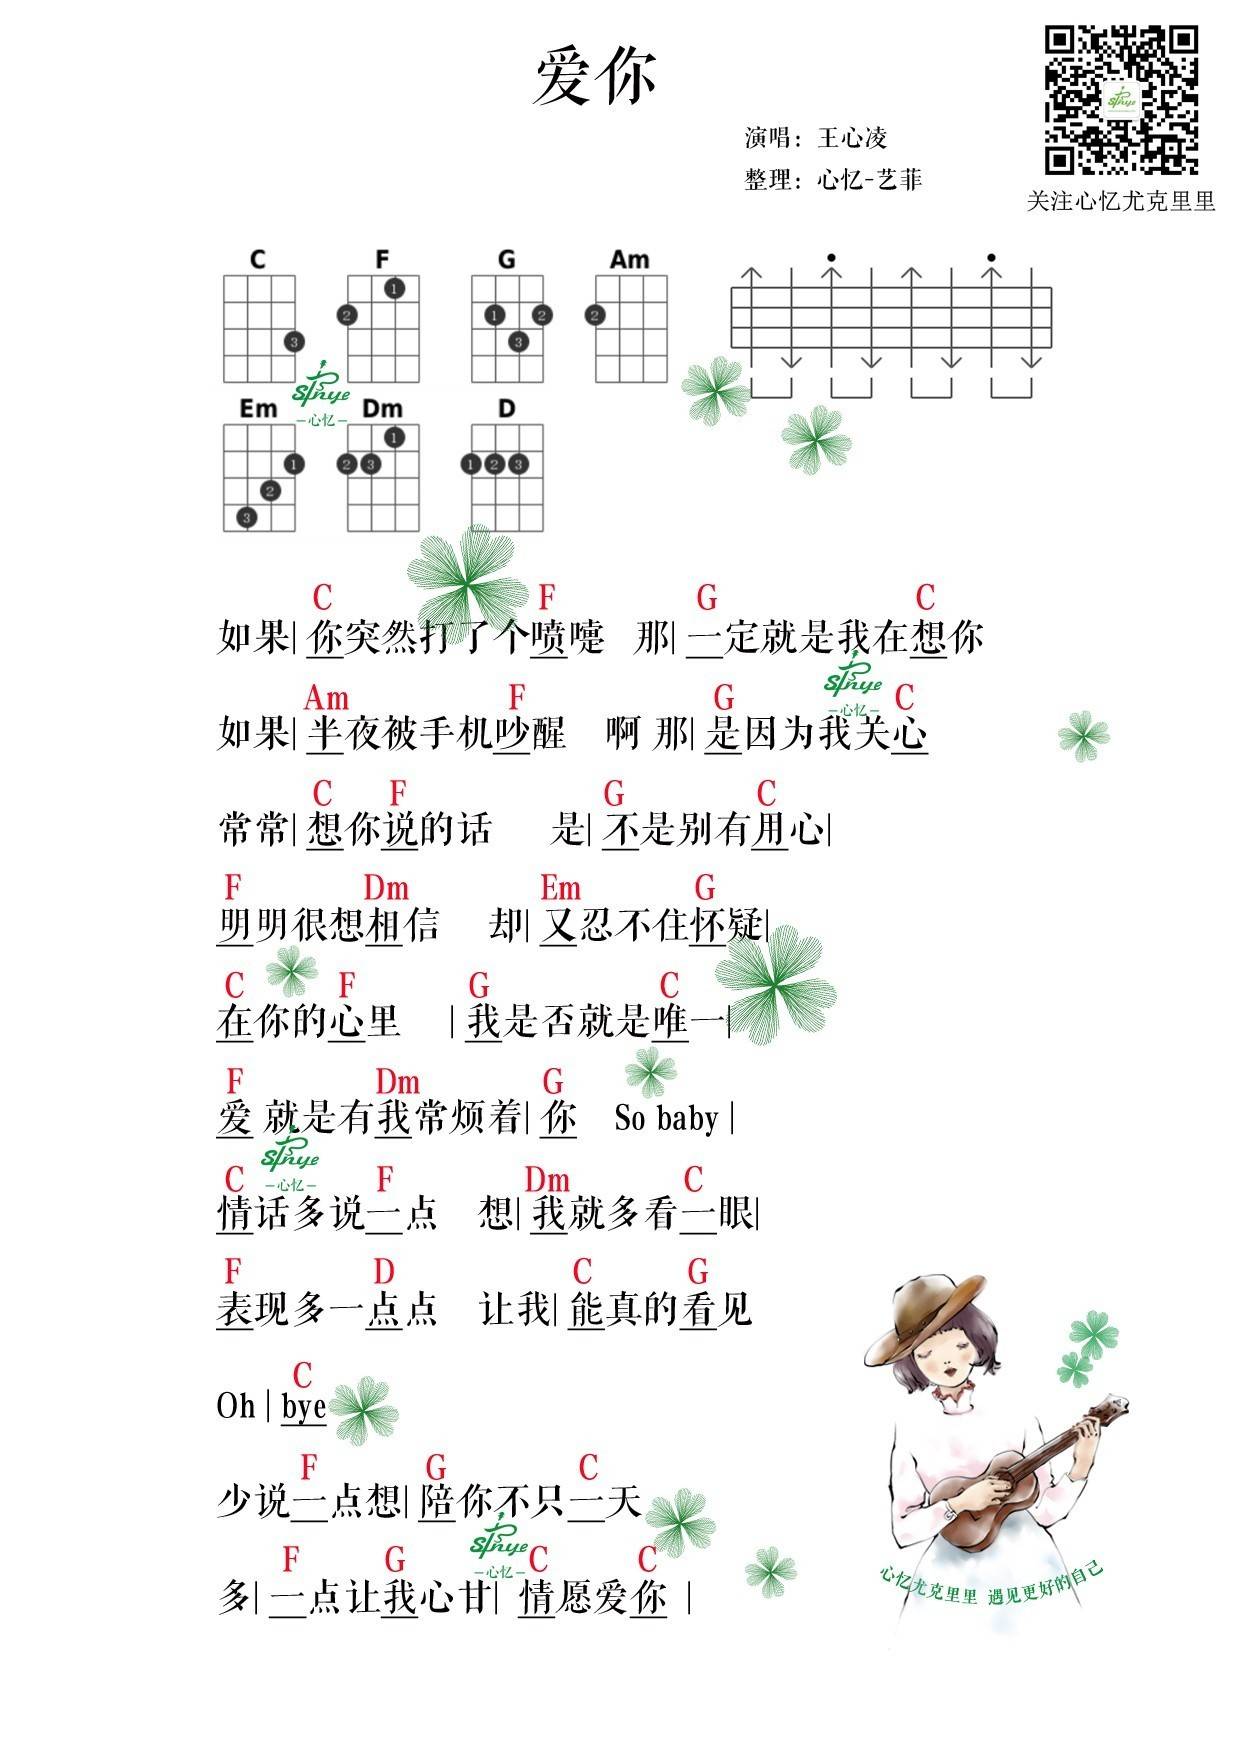 爱你
演唱：王心凌
整理：心忆-艺菲
关注心忆尤克里里
C F G Am
1 2 3 1 2 3 2
Em Dm D
1 2 3 1 2 3 1 2 3
C F G C
如果| 你突然打了个喷嚏 那| 一定就是我在想你
Am F G C
如果| 半夜被手机吵醒 啊 那| 是因为我关心
C F G C
常常| 想你说的话 是| 不是别有用心|
F Dm Em G
明明很想相信 却| 又忍不住怀疑|
C F G C
在你的心里 | 我是否就是唯一|
F Dm G
爱 就是有我常烦着| 你 So baby |
C F Dm C
情话多说一点 想| 我就多看一眼|
F D C G
表现多一点点 让我| 能真的看见
C
Oh | bye
F G C
少说一点想| 陪你不只一天
F G C C
多| 一点让我心甘| 情愿爱你 |
心忆尤克里里 遇见更好的自己
Sinye
-心忆-